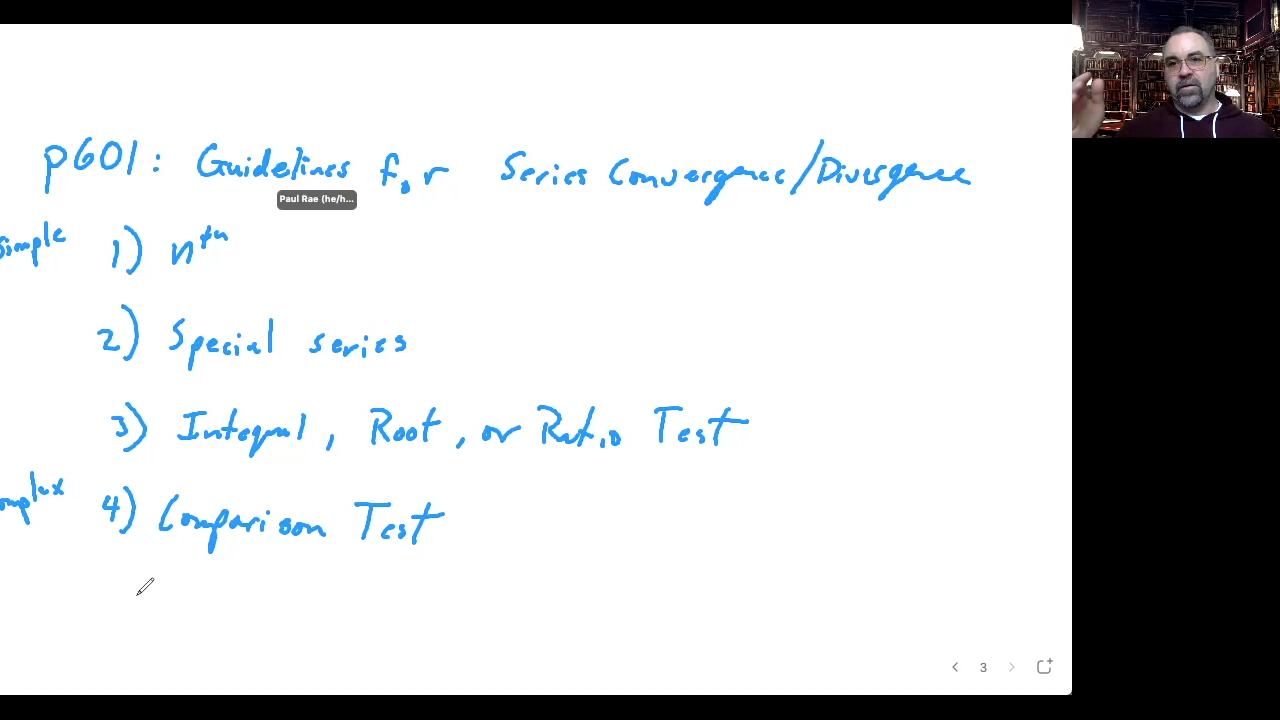 p601: Guidelines for Series Convergence/Divergence
Paul Rae (he/h...
simple 1) nth
2) Special series
3) Integral, Root, or Ratio Test
omplex 4) Comparison Test
3